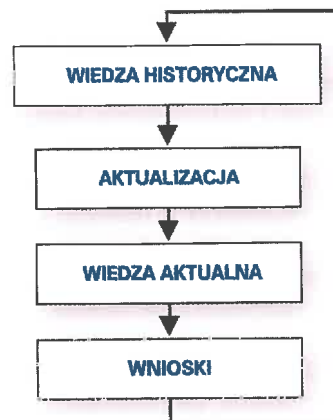 WIEDZA HISTORYCZNA
AKTUALIZACJA
WIEDZA AKTUALNA
WNIOSKI